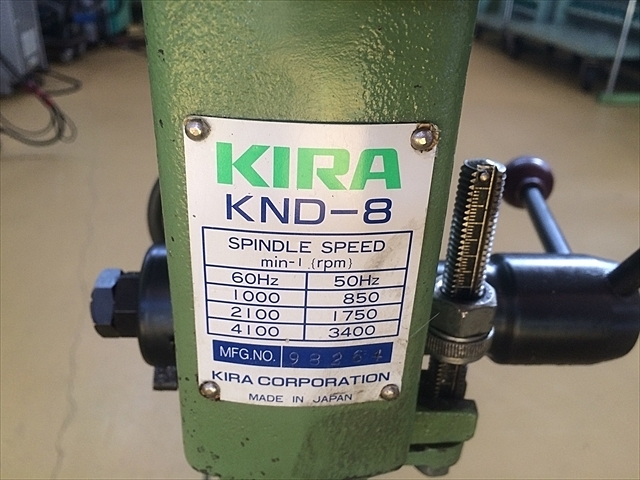 KIRA
KND-8
SPINDLE SPEED
min-1 (rpm)
60Hz 50Hz
1000 850
2100 1750
4100 3400
MFG.NO. 98264
KIRA CORPORATION
MADE IN JAPAN